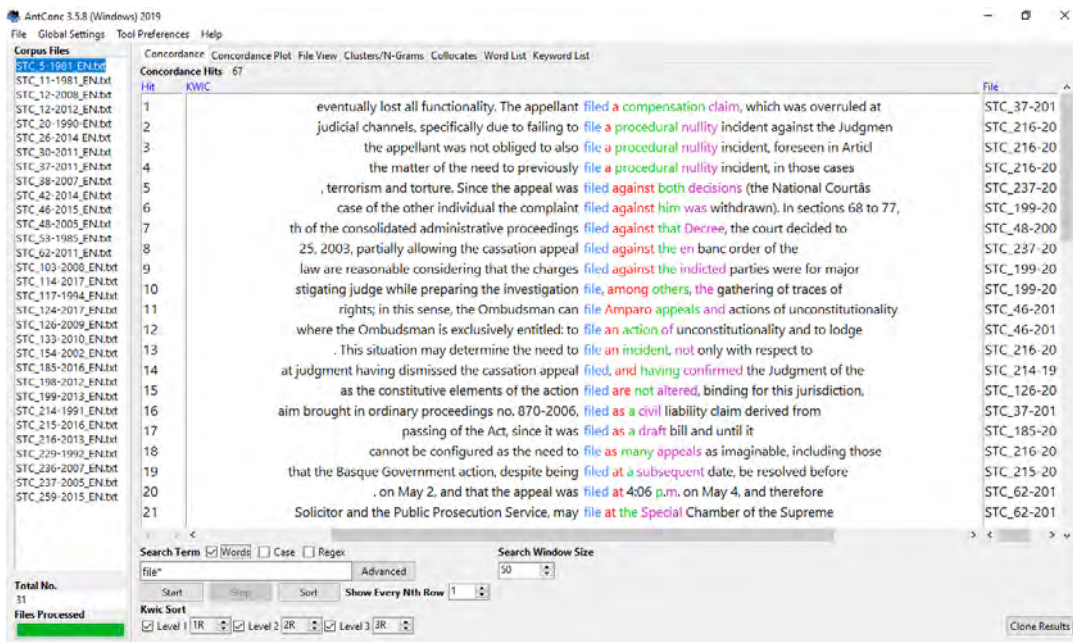 AntConc 3.5.8 (Windows) 2019
File Global Settings Tool Preferences Help
Corpus Files
STC_5-1981_EN.txt
STC_11-1981_EN.txt
STC_12-2008_EN.txt
STC_12-2012_EN.txt
STC_20-1990-EN.txt
STC_26-2014 EN.txt
STC_30-2011_EN.txt
STC_37-2011_EN.txt
STC_38-2007_EN.txt
STC_42-2014_EN.txt
STC_46-2015_EN.txt
STC_48-2005_EN.txt
STC_53-1985_EN.txt
STC_62-2011_EN.txt
STC_103-2008_EN.txt
STC_114-2017_EN.txt
STC_117-1994_EN.txt
STC_124-2017_EN.txt
STC_126-2009_EN.txt
STC_133-2010_EN.txt
STC_154-2002_EN.txt
STC_185-2016_EN.txt
STC_198-2012_EN.txt
STC_199-2013_EN.txt
STC_214-1991_EN.txt
STC_215-2016_EN.txt
STC_216-2013_EN.txt
STC_229-1992_EN.txt
STC_236-2007_EN.txt
STC_237-2005_EN.txt
STC_259-2015_EN.txt
Total No.
31
Files Processed
Concordance Concordance Plot File View Clusters/N-Grams Collocates Word List Keyword List
Concordance Hits 67
Hit KWIC File
1 eventually lost all functionality. The appellant filed a compensation claim, which was overruled at STC_37-201
2 judicial channels, specifically due to failing to file a procedural nullity incident against the Judgmen STC_216-20
3 the appellant was not obliged to also file a procedural nullity incident, foreseen in Articl STC_216-20
4 the matter of the need to previously file a procedural nullity incident, in those cases STC_216-20
5 , terrorism and torture. Since the appeal was filed against both decisions (the National Courtâs STC_237-20
6 case of the other individual the complaint filed against him was withdrawn). In sections 68 to 77, STC_199-20
7 th of the consolidated administrative proceedings filed against that Decree, the court decided to STC_48-200
8 25, 2003, partially allowing the cassation appeal filed against the en banc order of the STC_237-20
9 law are reasonable considering that the charges filed against the indicted parties were for major STC_199-20
10 stigating judge while preparing the investigation file, among others, the gathering of traces of STC_199-20
11 rights; in this sense, the Ombudsman can file Amparo appeals and actions of unconstitutionality STC_46-201
12 where the Ombudsman is exclusively entitled: to file an action of unconstitutionality and to lodge STC_46-201
13 . This situation may determine the need to file an incident, not only with respect to STC_216-20
14 at judgment having dismissed the cassation appeal filed, and having confirmed the Judgment of the STC_214-19
15 as the constitutive elements of the action filed are not altered, binding for this jurisdiction, STC_126-20
16 aim brought in ordinary proceedings no. 870-2006, filed as a civil liability claim derived from STC_37-201
17 passing of the Act, since it was filed as a draft bill and until it STC_185-20
18 cannot be configured as the need to file as many appeals as imaginable, including those STC_216-20
19 that the Basque Government action, despite being filed at a subsequent date, be resolved before STC_215-20
20 . on May 2, and that the appeal was filed at 4:06 p.m. on May 4, and therefore STC_62-201
21 Solicitor and the Public Prosecution Service, may file at the Special Chamber of the Supreme STC_62-201
Search Term Words Case Regex Search Window Size
file* Advanced 50
Start Stop Sort Show Every Nth Row 1
Kwic Sort
Level 1 1R Level 2 2R Level 3 3R Clone Results